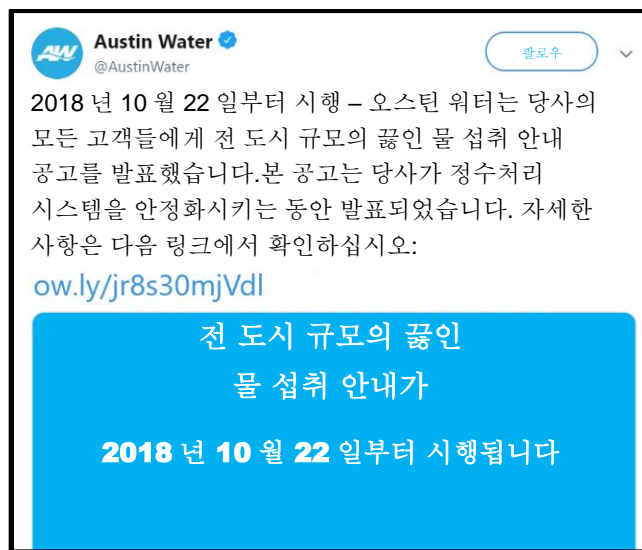 AW
Austin Water
@AustinWater
팔로우
2018 년 10 월 22 일부터 시행 – 오스틴 워터는 당사의
모든 고객들에게 전 도시 규모의 끓인 물 섭취 안내
공고를 발표했습니다.본 공고는 당사가 정수처리
시스템을 안정화시키는 동안 발표되었습니다. 자세한
사항은 다음 링크에서 확인하십시오:
ow.ly/jr8s30mjVdl
전 도시 규모의 끓인
물 섭취 안내가
2018 년 10 월 22 일부터 시행됩니다